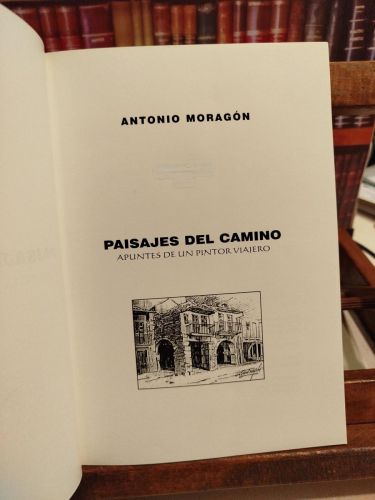 ANTONIO MORAGÓN
PAISAJES DEL CAMINO
APUNTES DE UN PINTOR VIAJERO